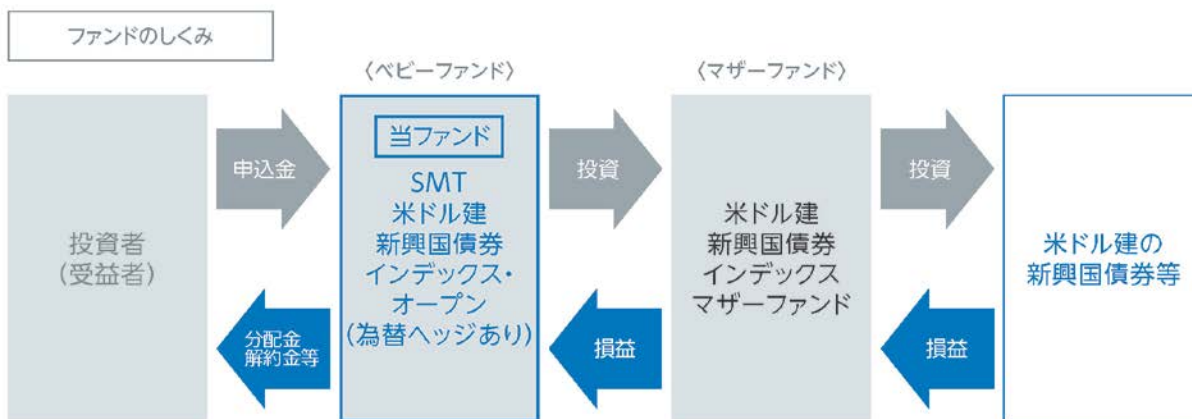 ファンドのしくみ
〈ベビーファンド〉
〈マザーファンド〉
投資者
(受益者)
申込金
分配金
解約金等
当ファンド
SMT
米ドル建
新興国債券
インデックス・
オープン
(為替ヘッジあり)
投資
損益
米ドル建
新興国債券
インデックス
マザーファンド
投資
損益
米ドル建の
新興国債券等